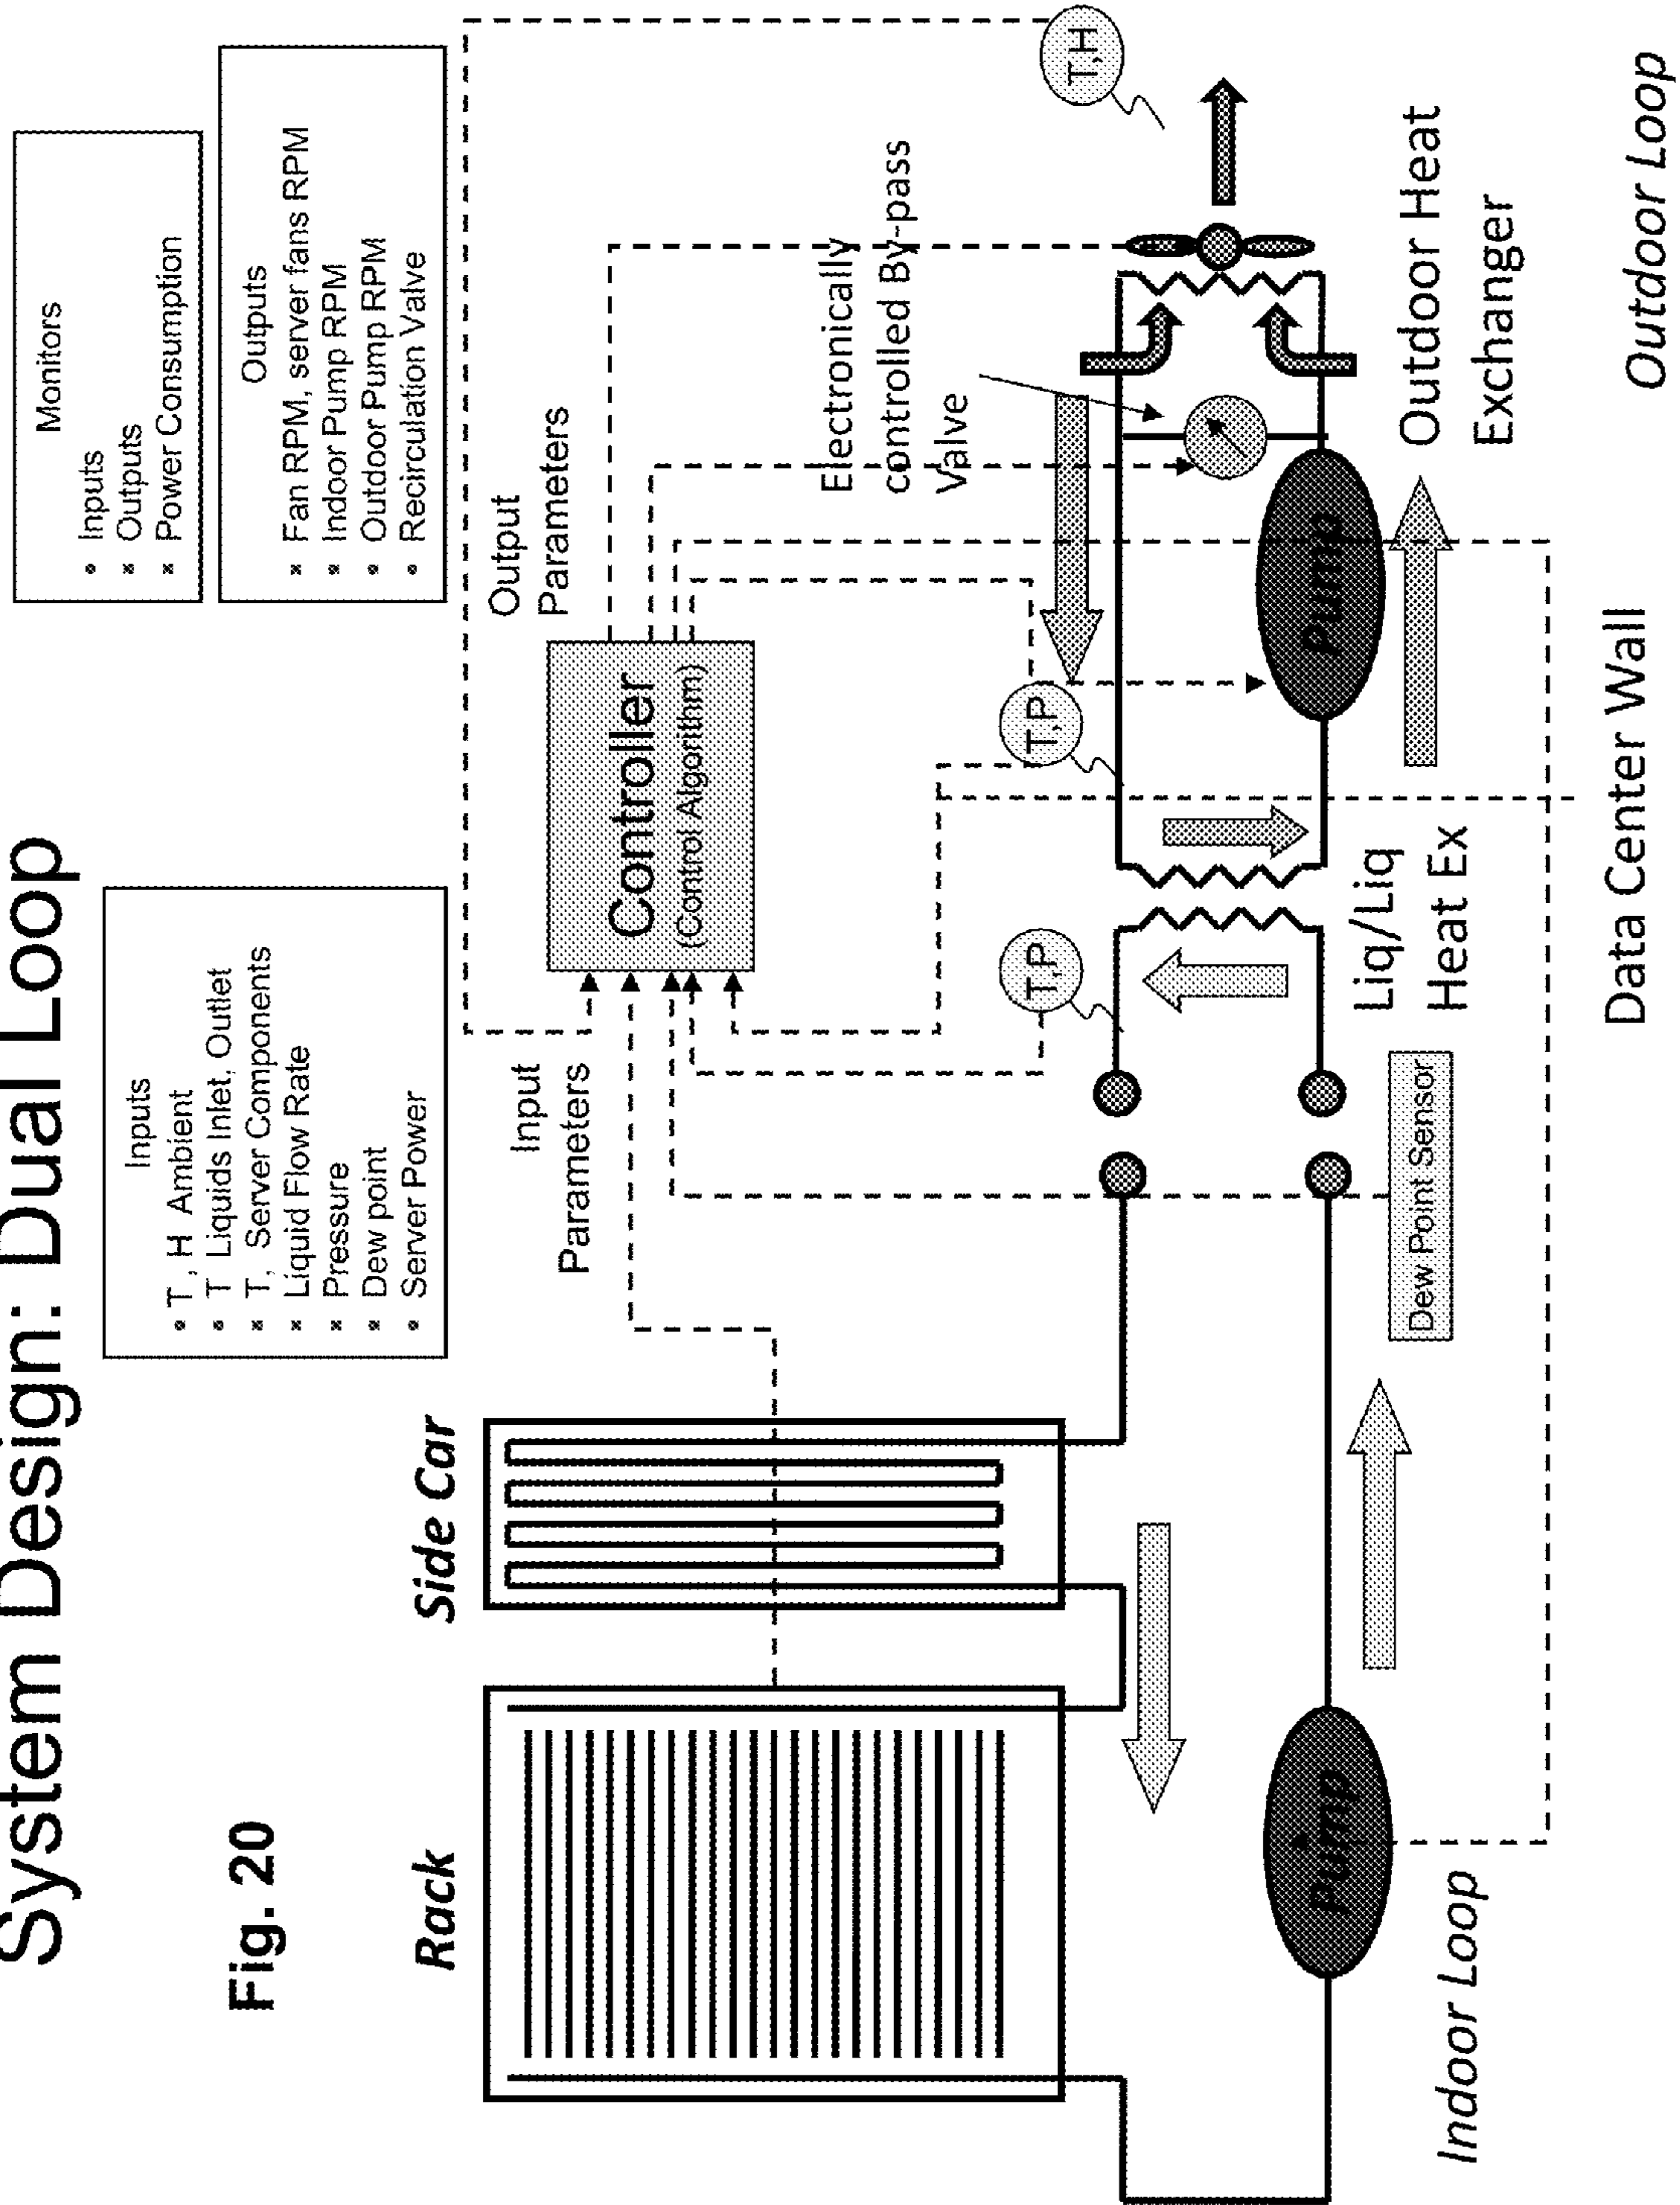 System Design: Dual Loop
Fig. 20
Inputs
• T , H Ambient
• T Liquids Inlet, Outlet
• T, Server Components
• Liquid Flow Rate
• Pressure
• Dew point
• Server Power
Monitors
• Inputs
• Outputs
• Power Consumption
Outputs
• Fan RPM, server fans RPM
• Indoor Pump RPM
• Outdoor Pump RPM
• Recirculation Valve
Rack
Side Car
Input
Parameters
Controller
(Control Algorithm)
Output
Parameters
Electronically
controlled By-pass
Valve
T,H
T,P
T,P
Pump
Pump
Dew Point Sensor
Liq/Liq
Heat Ex
Outdoor Heat
Exchanger
Indoor Loop
Data Center Wall
Outdoor Loop